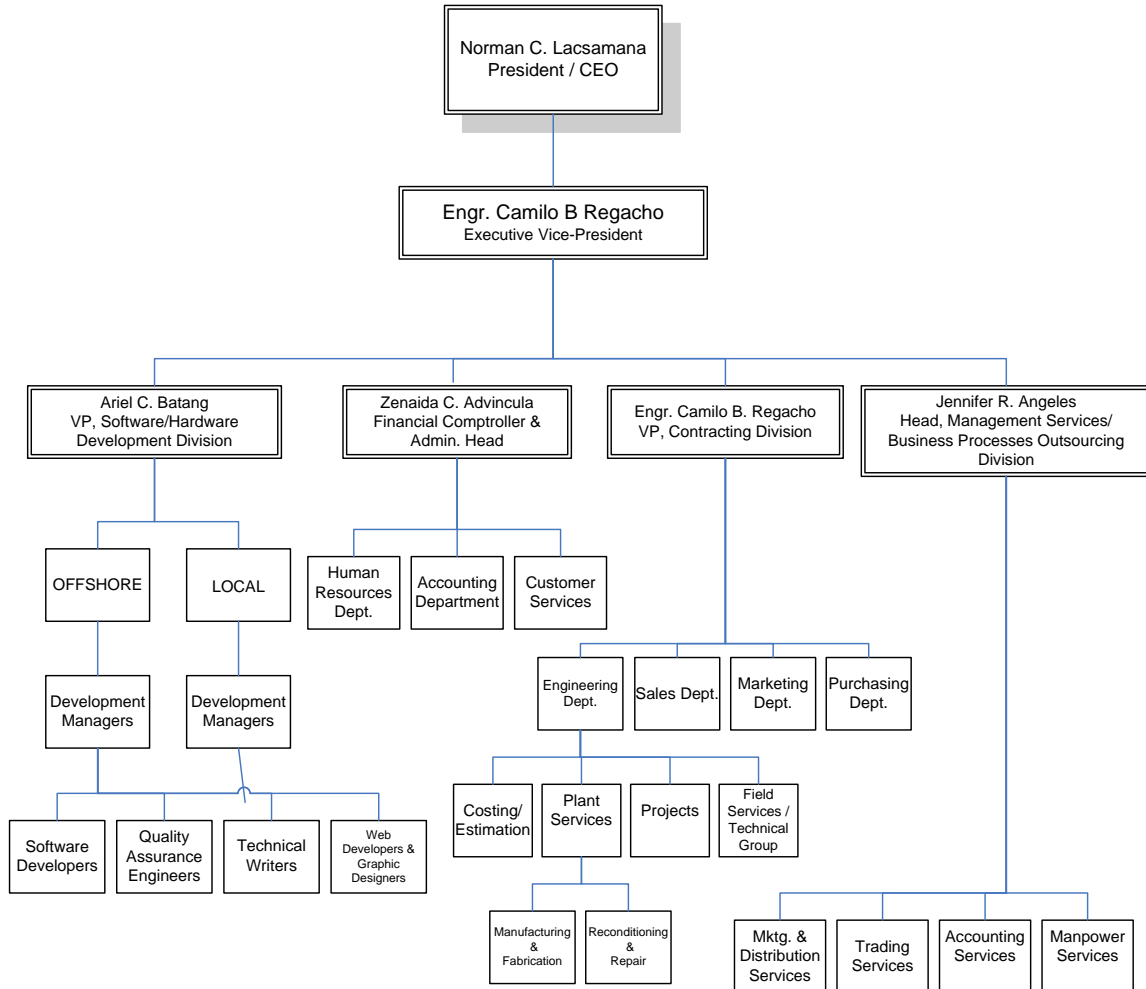 Norman C. Lacsamana
President / CEO
Engr. Camilo B Regacho
Executive Vice-President
Ariel C. Batang
VP, Software/Hardware
Development Division
Zenaida C. Advincula
Financial Comptroller &
Admin. Head
Engr. Camilo B. Regacho
VP, Contracting Division
Jennifer R. Angeles
Head, Management Services/
Business Processes Outsourcing
Division
OFFSHORE
LOCAL
Human
Resources
Dept.
Accounting
Department
Customer
Services
Development
Managers
Development
Managers
Engineering
Dept.
Sales Dept.
Marketing
Dept.
Purchasing
Dept.
Software
Developers
Quality
Assurance
Engineers
Technical
Writers
Web
Developers &
Graphic
Designers
Costing/
Estimation
Plant
Services
Projects
Field
Services /
Technical
Group
Manufacturing
&
Fabrication
Reconditioning
&
Repair
Mktg. &
Distribution
Services
Trading
Services
Accounting
Services
Manpower
Services